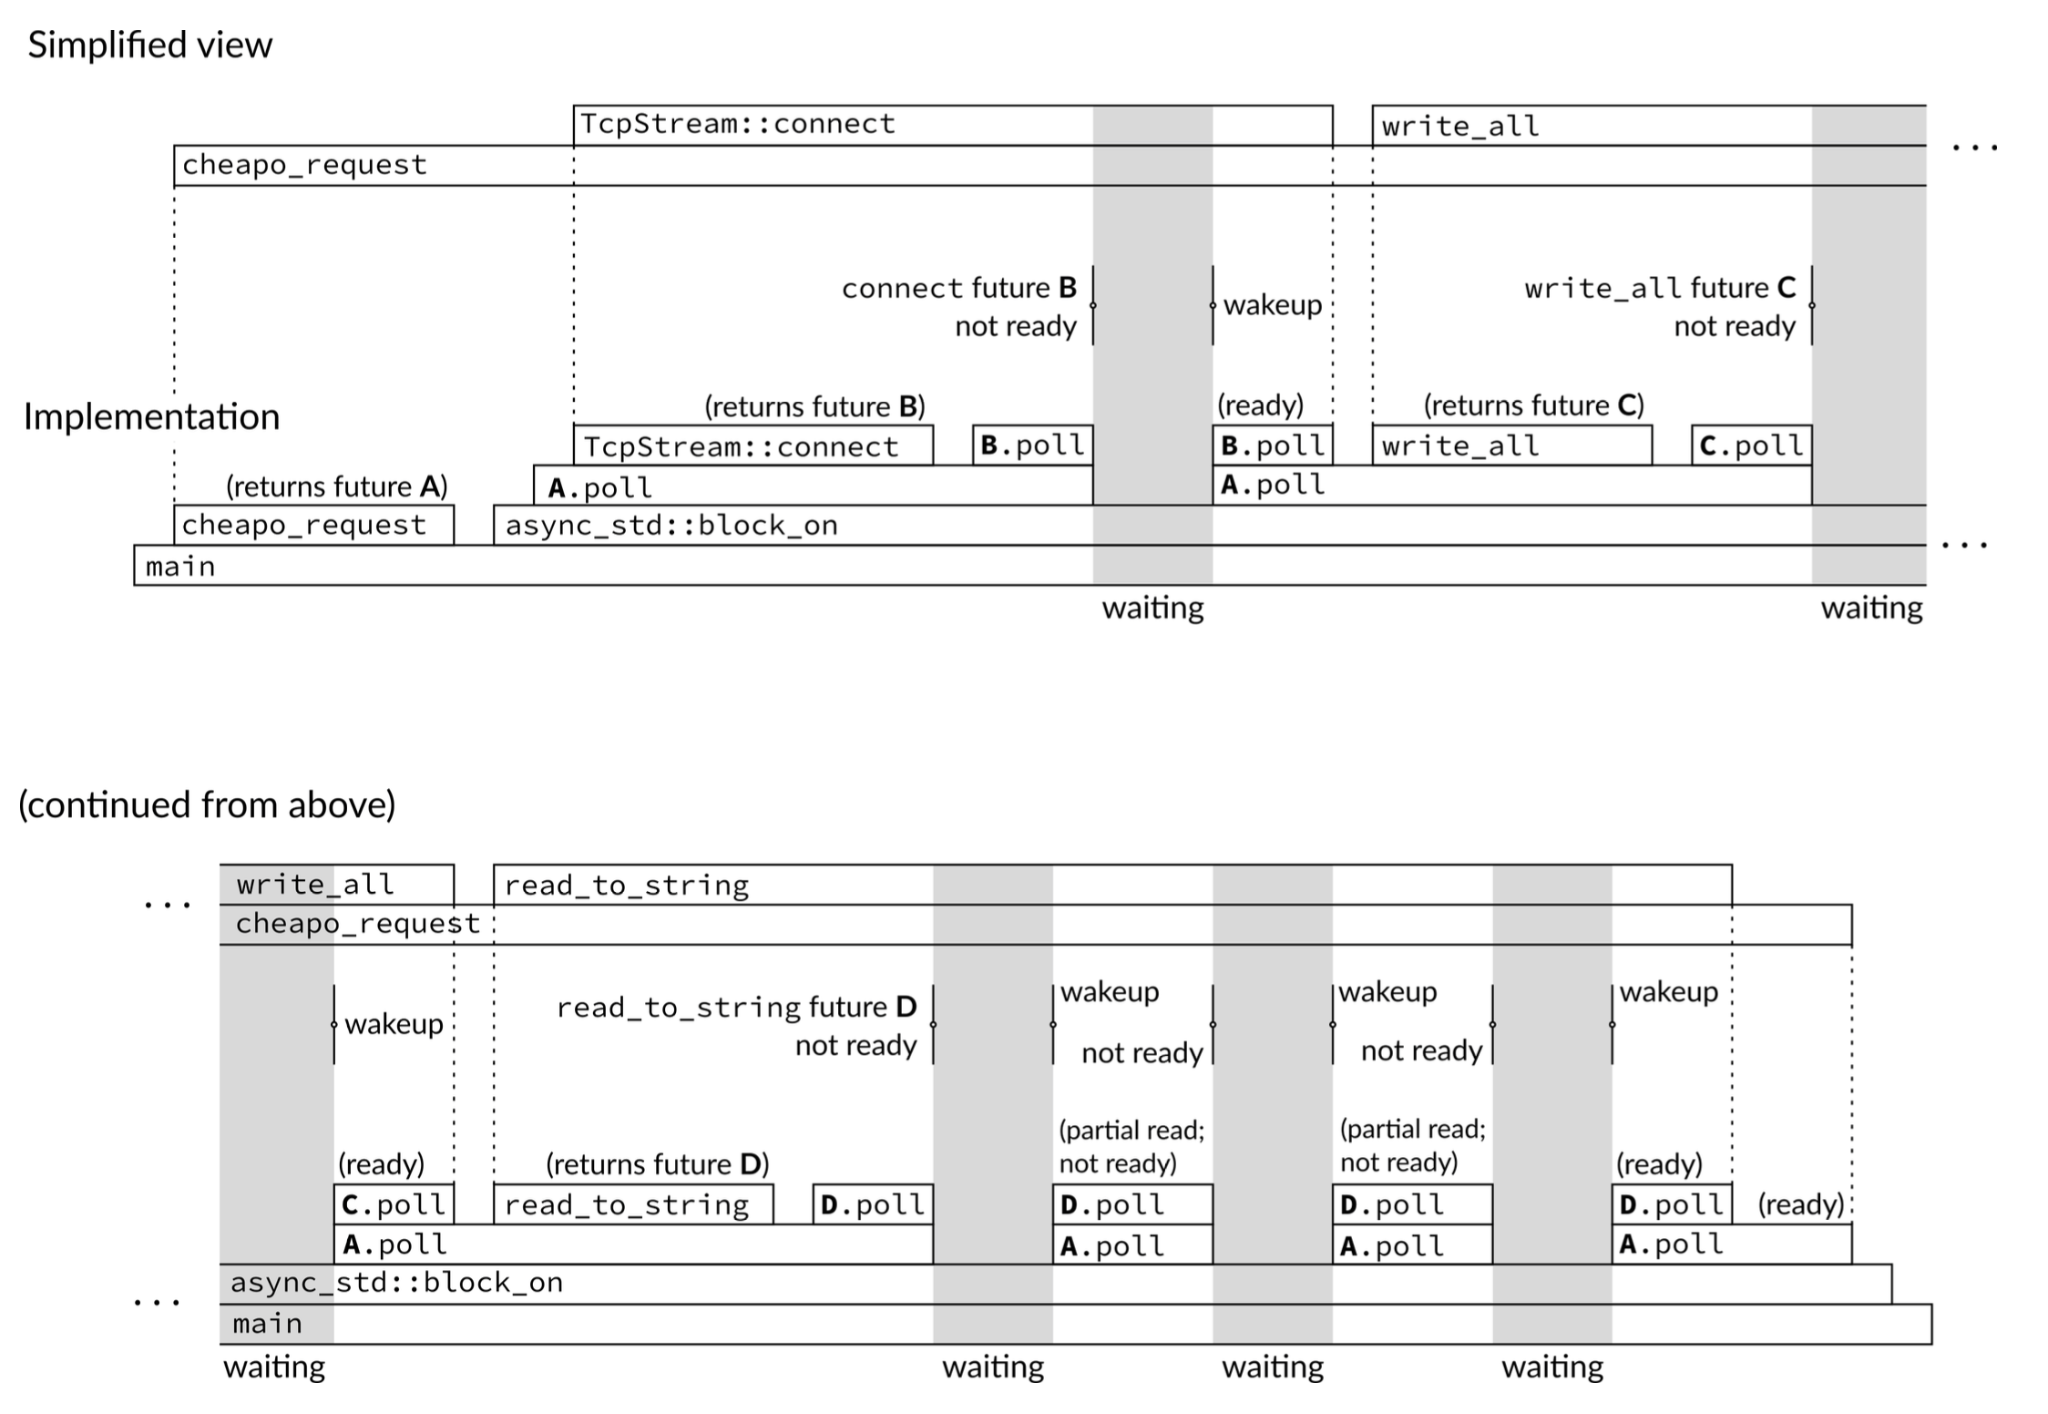 Simplified view
TcpStream::connect
write_all
cheapo_request
...
connect future B
not ready
wakeup
write_all future C
not ready
Implementation
(returns future B)
(ready)
(returns future C)
TcpStream::connect
B.poll
B.poll
write_all
C.poll
(returns future A)
A.poll
A.poll
cheapo_request
async_std::block_on
...
main
waiting
waiting
(continued from above)
write_all
read_to_string
...
cheapo_request
wakeup
read_to_string future D
not ready
wakeup
not ready
wakeup
not ready
wakeup
(ready)
(returns future D)
(partial read;
not ready)
(partial read;
not ready)
(ready)
C.poll
read_to_string
D.poll
D.poll
D.poll
D.poll
(ready)
A.poll
A.poll
A.poll
A.poll
async_std::block_on
...
main
waiting
waiting
waiting
waiting